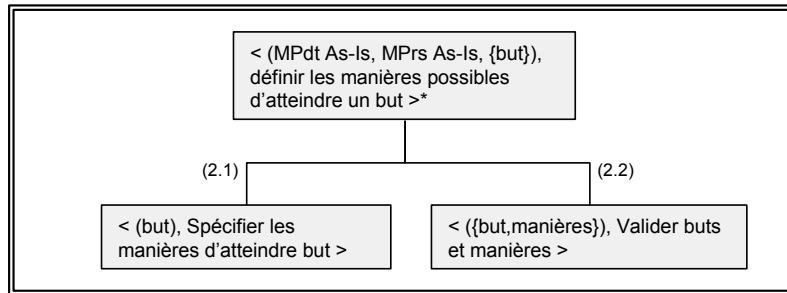 < (MPdt As-Is, MPrs As-Is, {but}),
définir les manières possibles
d'atteindre un but >*
(2.1)
(2.2)
< (but), Spécifier les
manières d'atteindre but >
< ({but,manières}), Valider buts
et manières >